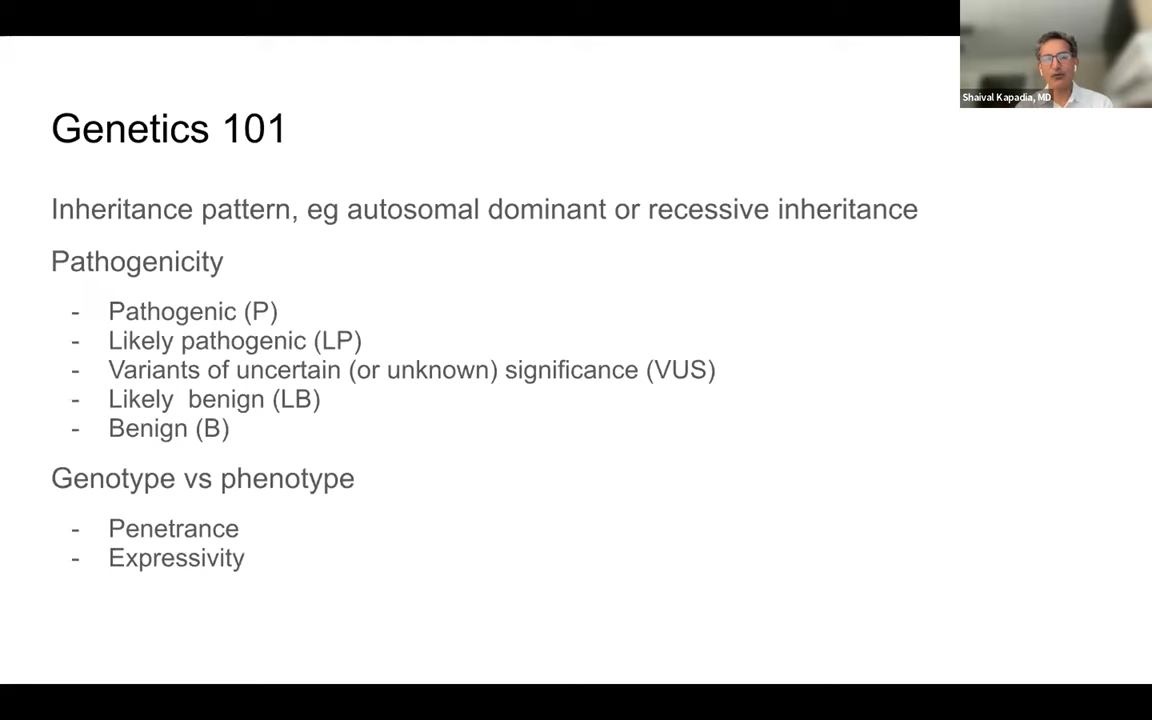 Shaival Kapadia, MD
Genetics 101
Inheritance pattern, eg autosomal dominant or recessive inheritance
Pathogenicity
- Pathogenic (P)
- Likely pathogenic (LP)
- Variants of uncertain (or unknown) significance (VUS)
- Likely  benign (LB)
- Benign (B)
Genotype vs phenotype
- Penetrance
- Expressivity